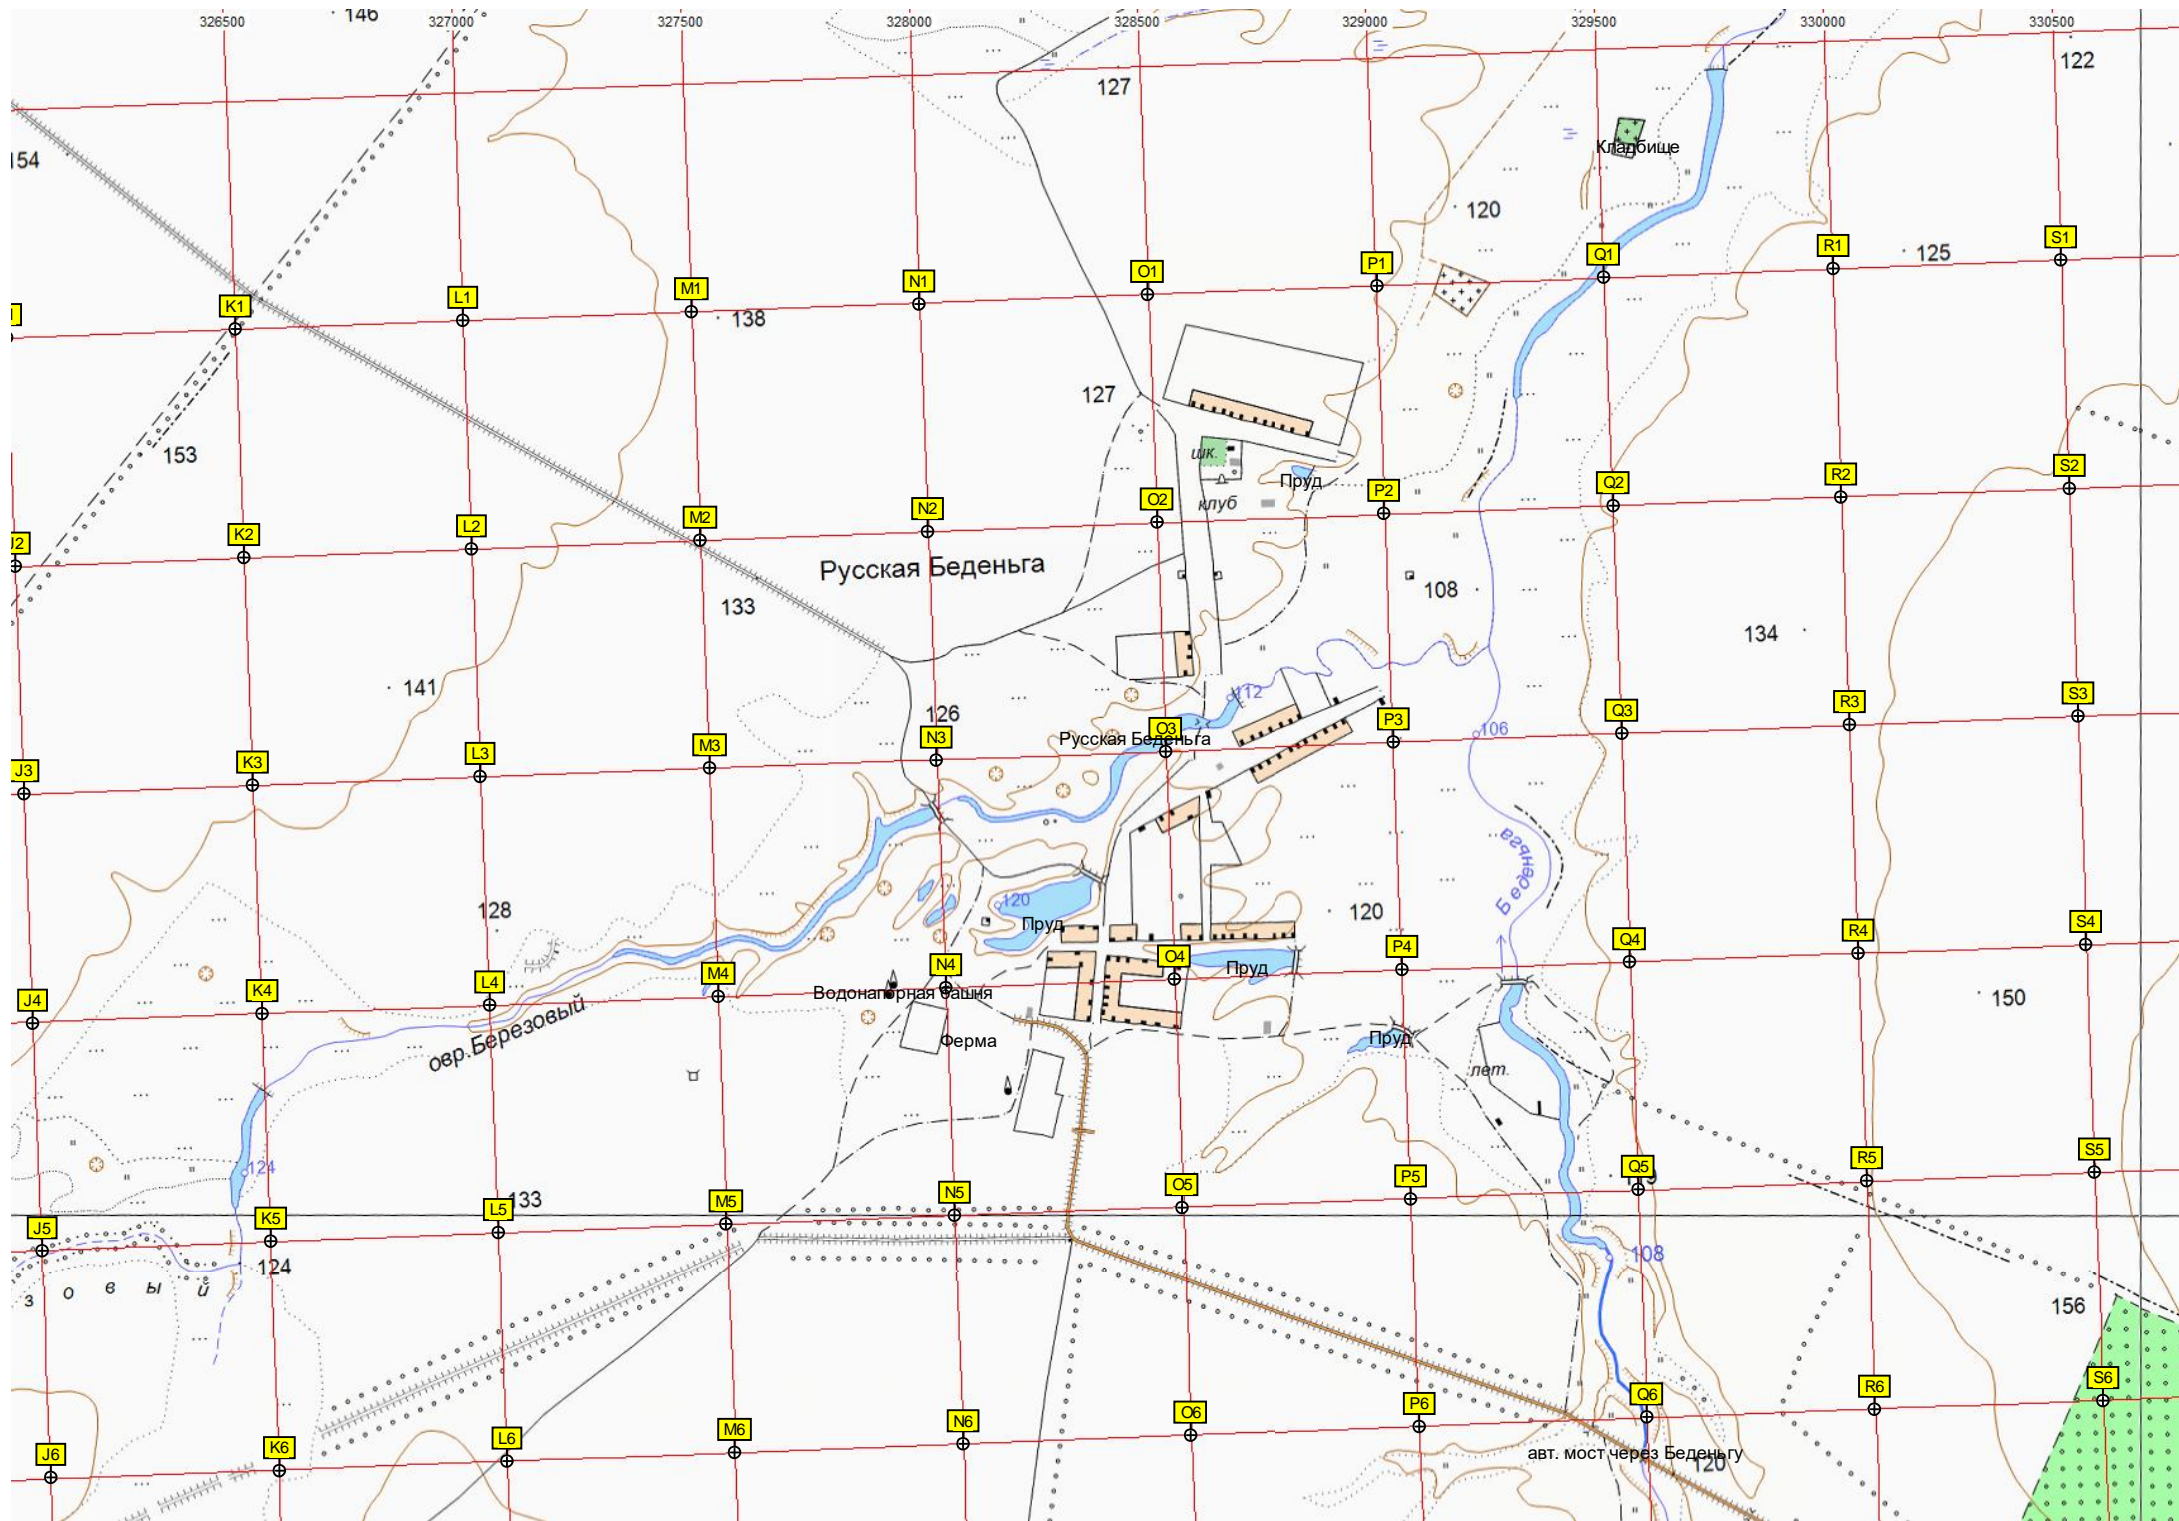 326500 327000 327500 328000 328500 329000 329500 330000 330500
146
127
122
154
Кладбище
120
Q1 R1 125 S1
K1 L1 M1 138 N1 O1 P1
127
153
шк.
Пруд
клуб
J2 K2 L2 M2 N2 O2 P2 Q2 R2 S2
Русская Беденьга
133
108
134
141
126
112
106
J3 K3 L3 M3 N3 O3 P3 Q3 R3 S3
Русская Беденьга
Беденьга
128
120
120
Пруд
Пруд
J4 K4 L4 M4 N4 O4 P4 Q4 R4 S4
Водонапорная башня
150
овр.Березовый
Ферма
Пруд
лет.
124
133
J5 K5 L5 M5 N5 O5 P5 Q5 R5 S5
124
108
з о в ы й
156
J6 K6 L6 M6 N6 O6 P6 Q6 R6 S6
авт. мост через Беденьгу
120